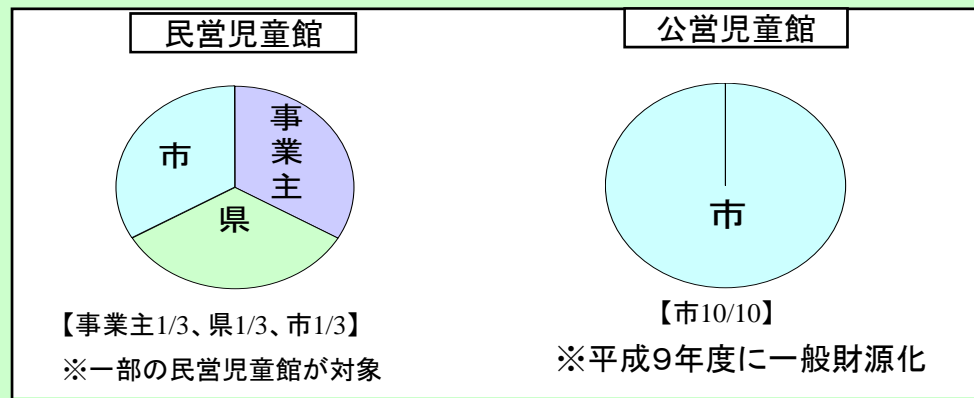 民営児童館
事業主
市
県
【事業主1/3、県1/3、市1/3】
※一部の民営児童館が対象
公営児童館
市
【市10/10】
※平成９年度に一般財源化